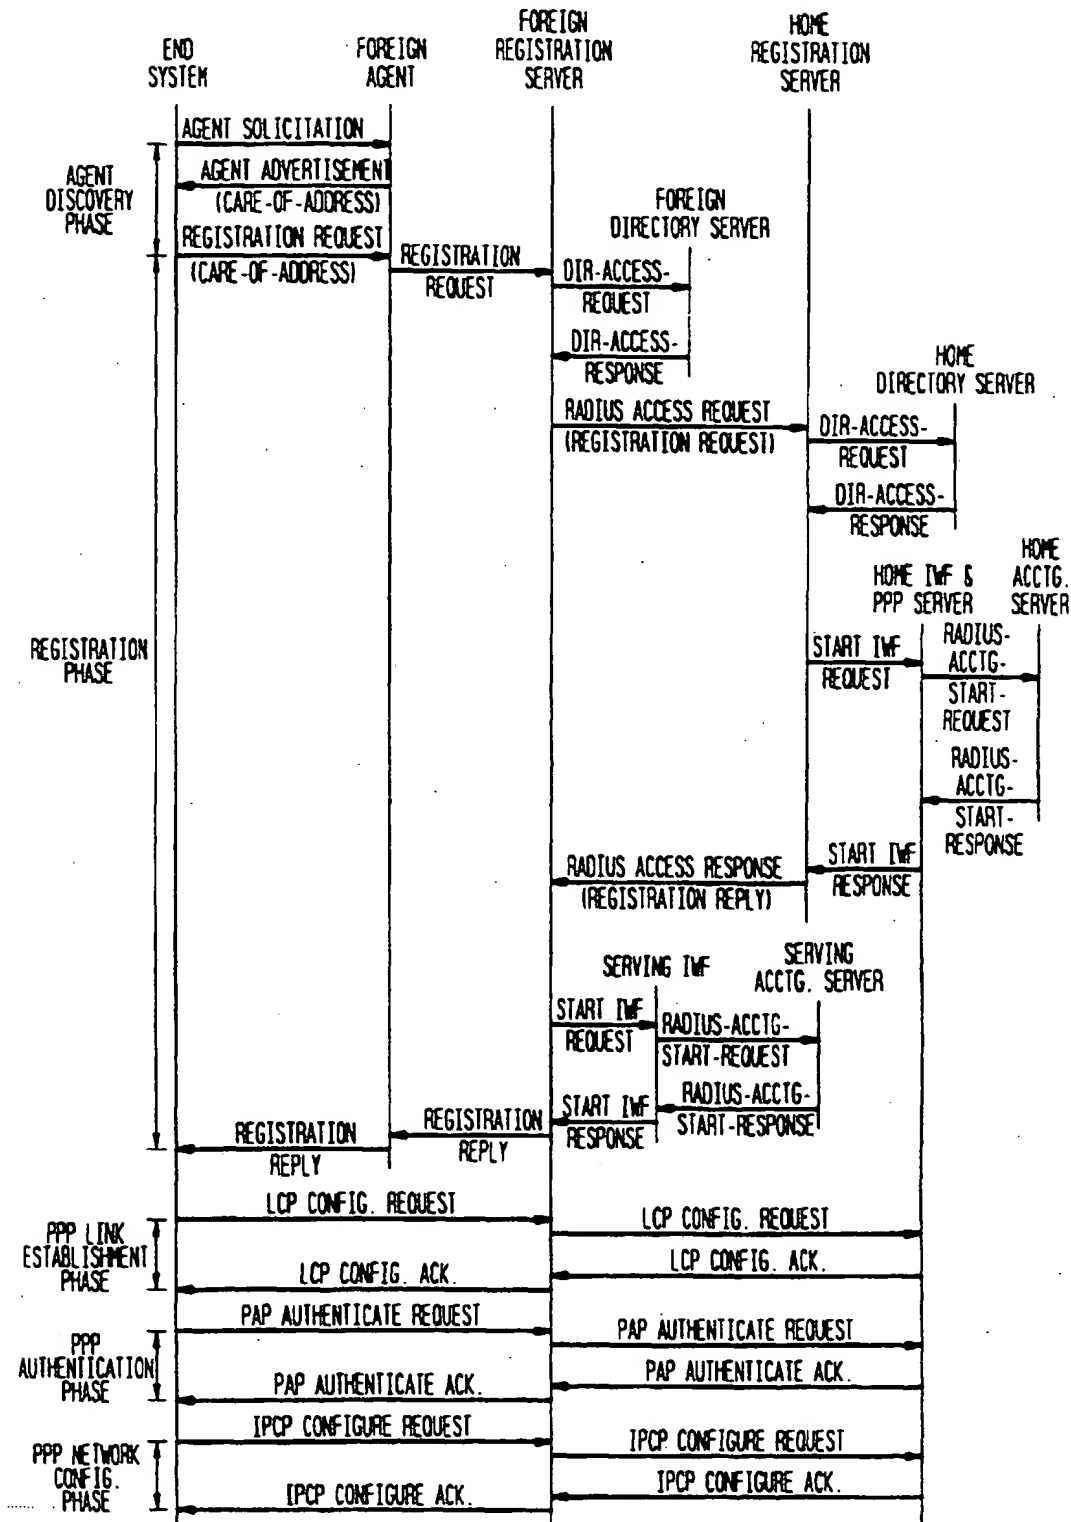 END
SYSTEM
FOREIGN
AGENT
FOREIGN
REGISTRATION
SERVER
HOME
REGISTRATION
SERVER
AGENT SOLICITATION
AGENT
DISCOVERY
PHASE
AGENT ADVERTISEMENT
(CARE-OF-ADDRESS)
REGISTRATION REQUEST
(CARE-OF-ADDRESS)
REGISTRATION
REQUEST
FOREIGN
DIRECTORY SERVER
DIR-ACCESS-
REQUEST
DIR-ACCESS-
RESPONSE
RADIUS ACCESS REQUEST
(REGISTRATION REQUEST)
HOME
DIRECTORY SERVER
DIR-ACCESS-
REQUEST
DIR-ACCESS-
RESPONSE
HOME IWF &
PPP SERVER
HOME
ACCTG.
SERVER
REGISTRATION
PHASE
START IWF
REQUEST
RADIUS-
ACCTG-
START-
REQUEST
RADIUS-
ACCTG-
START-
RESPONSE
START IWF
RESPONSE
RADIUS ACCESS RESPONSE
(REGISTRATION REPLY)
SERVING IWF
SERVING
ACCTG. SERVER
START IWF
REQUEST
RADIUS-ACCTG-
START-REQUEST
RADIUS-ACCTG-
START-RESPONSE
START IWF
RESPONSE
REGISTRATION
REPLY
REGISTRATION
REPLY
LCP CONFIG. REQUEST
LCP CONFIG. REQUEST
PPP LINK
ESTABLISHMENT
PHASE
LCP CONFIG. ACK.
LCP CONFIG. ACK.
PAP AUTHENTICATE REQUEST
PAP AUTHENTICATE REQUEST
PPP
AUTHENTICATION
PHASE
PAP AUTHENTICATE ACK.
PAP AUTHENTICATE ACK.
IPCP CONFIGURE REQUEST
IPCP CONFIGURE REQUEST
PPP NETWORK
CONFIG.
PHASE
IPCP CONFIGURE ACK.
IPCP CONFIGURE ACK.